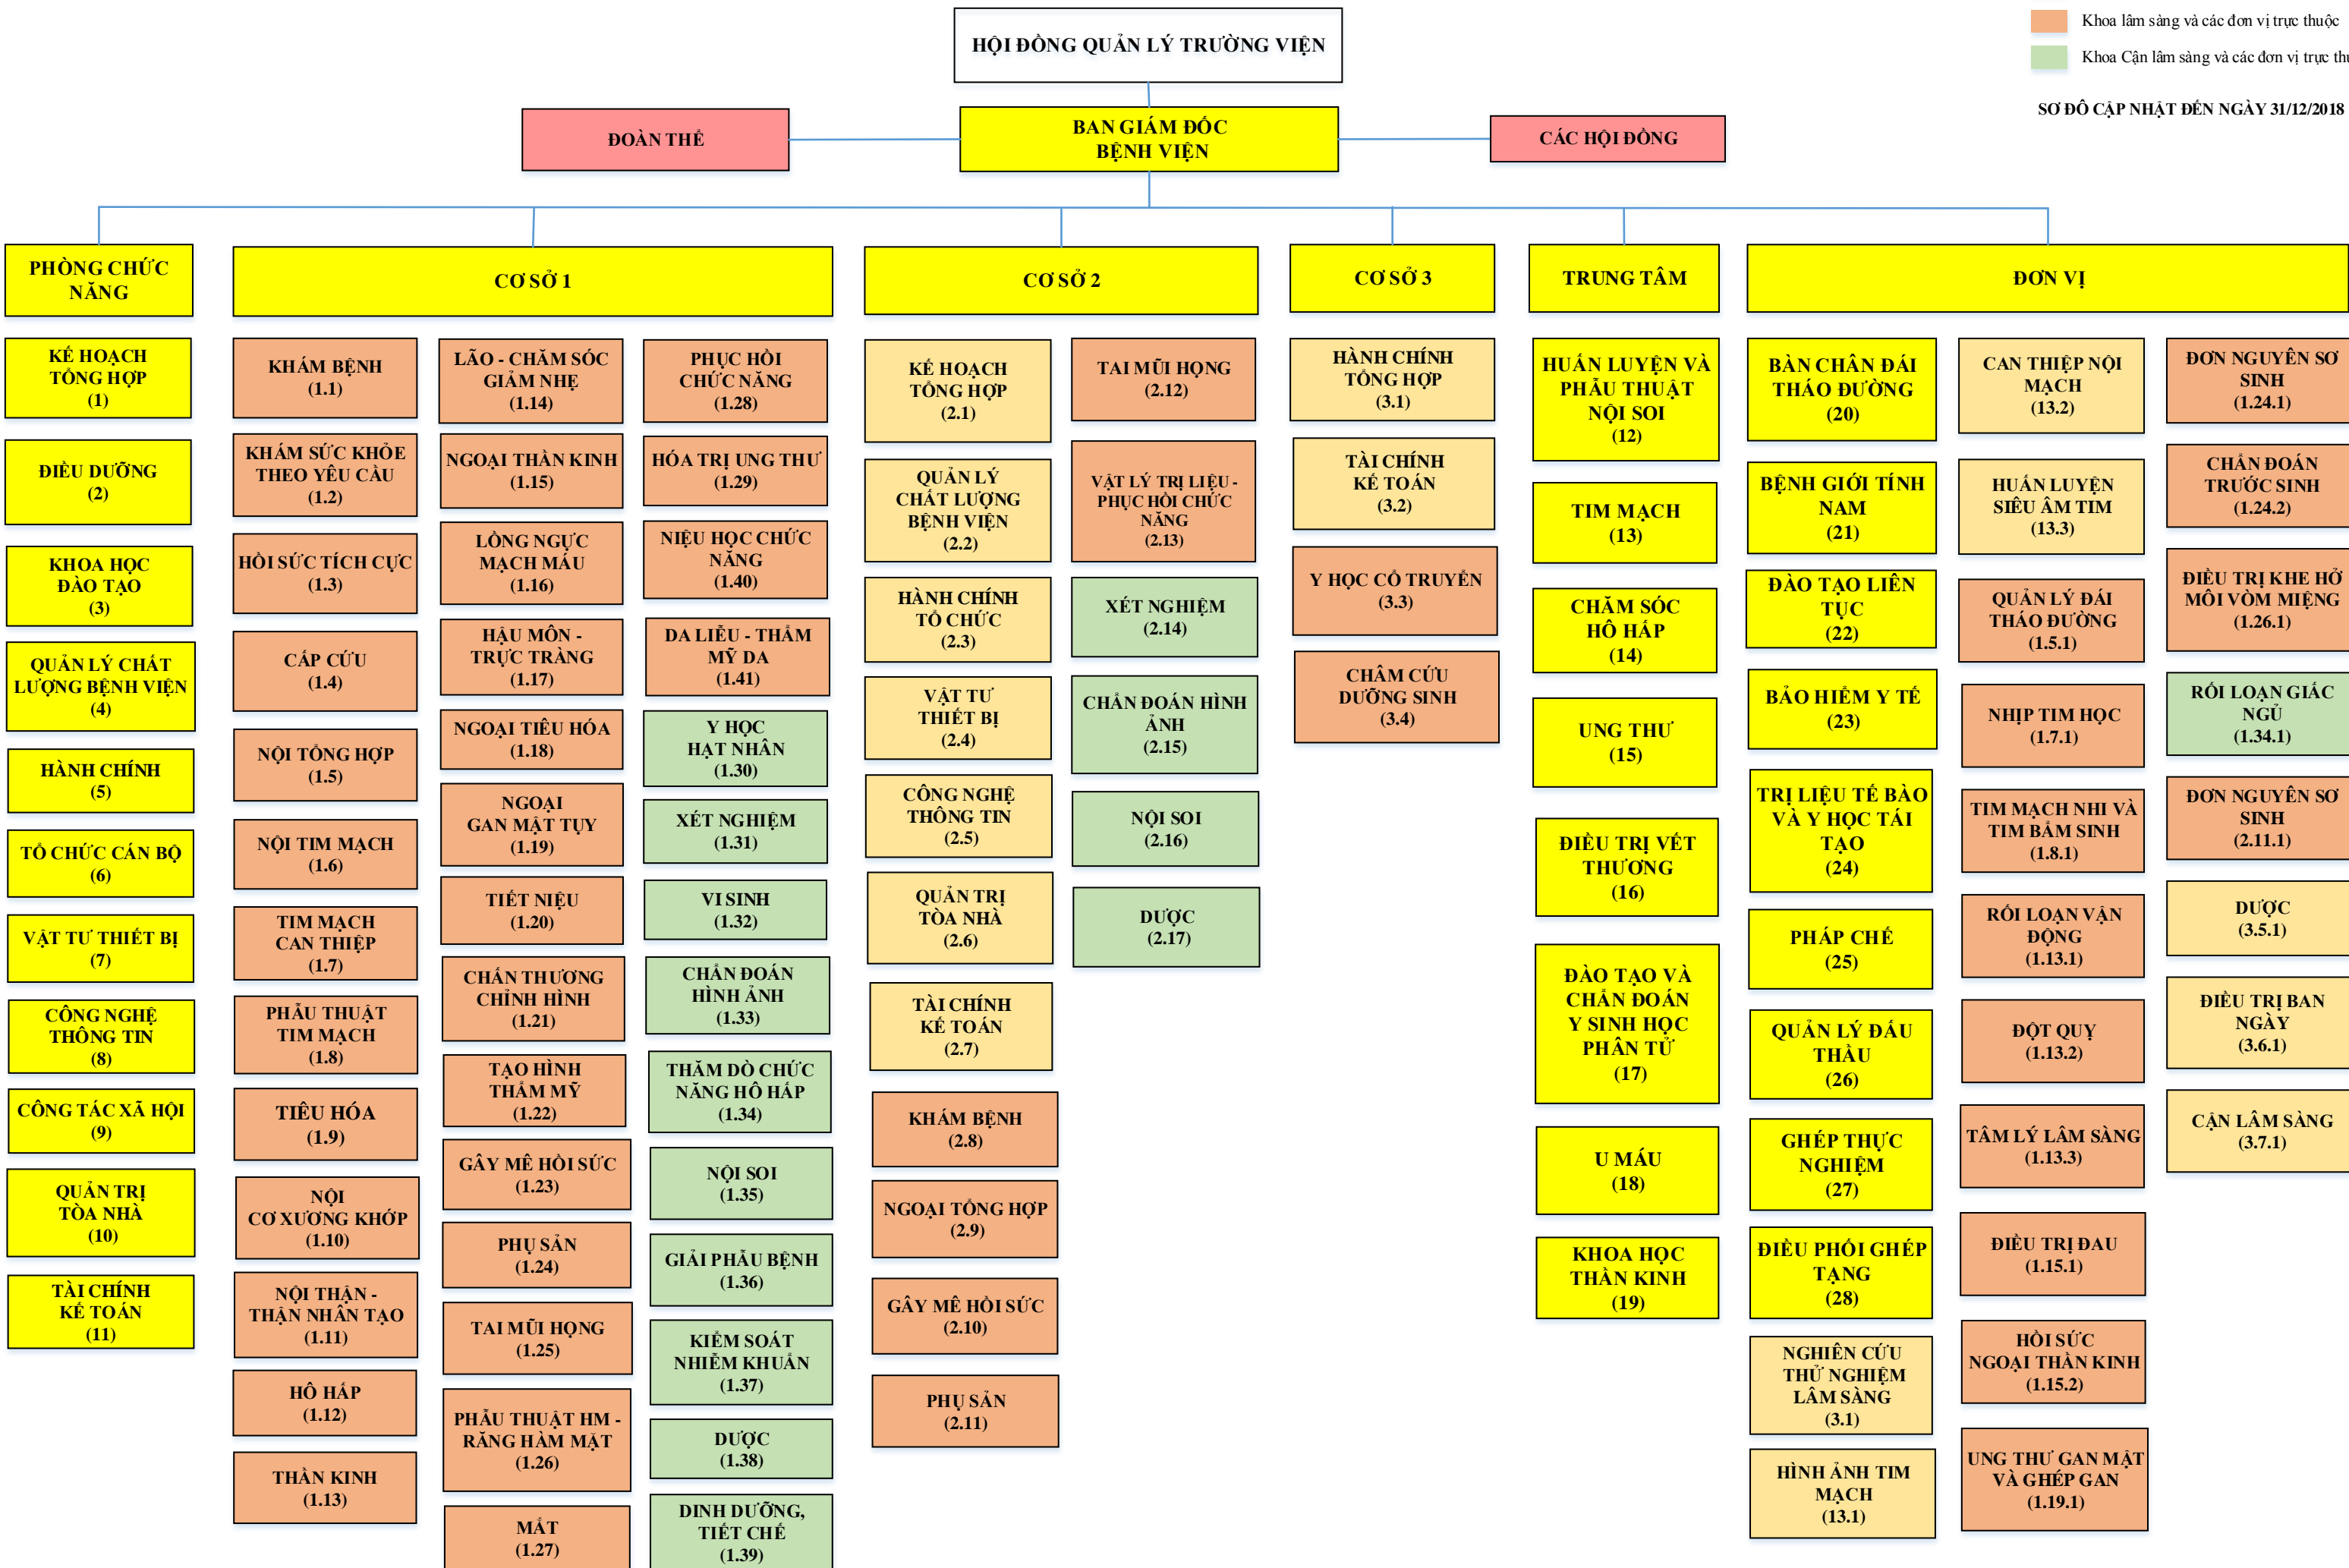 Khoa lâm sàng và các đơn vị trực thuộc
Khoa Cận lâm sàng và các đơn vị trực
SƠ ĐỒ CẬP NHẬT ĐẾN NGÀY 31/12/2018
HỘI ĐỒNG QUẢN LÝ TRƯỜNG VIỆN
ĐOÀN THỂ
BAN GIÁM ĐỐC
BỆNH VIỆN
CÁC HỘI ĐỒNG
PHÒNG CHỨC
NĂNG
CƠ SỞ 1
CƠ SỞ 2
CƠ SỞ 3
TRUNG TÂM
ĐƠN VỊ
KẾ HOẠCH
TỔNG HỢP
(1)
ĐIỀU DƯỠNG
(2)
KHOA HỌC
ĐÀO TẠO
(3)
QUẢN LÝ CHẤT
LƯỢNG BỆNH VIỆN
(4)
HÀNH CHÍNH
(5)
TỔ CHỨC CÁN BỘ
(6)
VẬT TƯ THIẾT BỊ
(7)
CÔNG NGHỆ
THÔNG TIN
(8)
CÔNG TÁC XÃ HỘI
(9)
QUẢN TRỊ
TÒA NHÀ
(10)
TÀI CHÍNH
KẾ TOÁN
(11)
KHÁM BỆNH
(1.1)
KHÁM SỨC KHỎE
THEO YÊU CẦU
(1.2)
HỒI SỨC TÍCH CỰC
(1.3)
CẤP CỨU
(1.4)
NỘI TỔNG HỢP
(1.5)
NỘI TIM MẠCH
(1.6)
TIM MẠCH
CAN THIỆP
(1.7)
PHẪU THUẬT
TIM MẠCH
(1.8)
TIÊU HÓA
(1.9)
NỘI
CƠ XƯƠNG KHỚP
(1.10)
NỘI THẬN -
THẬN NHÂN TẠO
(1.11)
HÔ HẤP
(1.12)
THẦN KINH
(1.13)
LÃO - CHĂM SÓC
GIẢM NHẸ
(1.14)
NGOẠI THẦN KINH
(1.15)
LỒNG NGỰC
MẠCH MÁU
(1.16)
HẬU MÔN -
TRỰC TRÀNG
(1.17)
NGOẠI TIÊU HÓA
(1.18)
NGOẠI
GAN MẬT TỤY
(1.19)
TIẾT NIỆU
(1.20)
CHẤN THƯƠNG
CHỈNH HÌNH
(1.21)
TẠO HÌNH
THẨM MỸ
(1.22)
GÂY MÊ HỒI SỨC
(1.23)
PHỤ SẢN
(1.24)
TAI MŨI HỌNG
(1.25)
PHẪU THUẬT HM -
RĂNG HÀM MẶT
(1.26)
MẮT
(1.27)
PHỤC HỒI
CHỨC NĂNG
(1.28)
HÓA TRỊ UNG THƯ
(1.29)
NIỆU HỌC CHỨC
NĂNG
(1.40)
DA LIỄU - THẨM
MỸ DA
(1.41)
Y HỌC
HẠT NHÂN
(1.30)
XÉT NGHIỆM
(1.31)
VI SINH
(1.32)
CHẨN ĐOÁN
HÌNH ẢNH
(1.33)
THĂM DÒ CHỨC
NĂNG HÔ HẤP
(1.34)
NỘI SOI
(1.35)
GIẢI PHẪU BỆNH
(1.36)
KIỂM SOÁT
NHIỄM KHUẨN
(1.37)
DƯỢC
(1.38)
DINH DƯỠNG,
TIẾT CHẾ
(1.39)
KẾ HOẠCH
TỔNG HỢP
(2.1)
QUẢN LÝ
CHẤT LƯỢNG
BỆNH VIỆN
(2.2)
HÀNH CHÍNH
TỔ CHỨC
(2.3)
VẬT TƯ
THIẾT BỊ
(2.4)
CÔNG NGHỆ
THÔNG TIN
(2.5)
QUẢN TRỊ
TÒA NHÀ
(2.6)
TÀI CHÍNH
KẾ TOÁN
(2.7)
KHÁM BỆNH
(2.8)
NGOẠI TỔNG HỢP
(2.9)
GÂY MÊ HỒI SỨC
(2.10)
PHỤ SẢN
(2.11)
TAI MŨI HỌNG
(2.12)
VẬT LÝ TRỊ LIỆU -
PHỤC HỒI CHỨC
NĂNG
(2.13)
XÉT NGHIỆM
(2.14)
CHẨN ĐOÁN HÌNH
ẢNH
(2.15)
NỘI SOI
(2.16)
DƯỢC
(2.17)
HÀNH CHÍNH
TỔNG HỢP
(3.1)
TÀI CHÍNH
KẾ TOÁN
(3.2)
Y HỌC CỔ TRUYỀN
(3.3)
CHÂM CỨU
DƯỠNG SINH
(3.4)
HUẤN LUYỆN VÀ
PHẪU THUẬT
NỘI SOI
(12)
TIM MẠCH
(13)
CHĂM SÓC
HÔ HẤP
(14)
UNG THƯ
(15)
ĐIỀU TRỊ VẾT
THƯƠNG
(16)
ĐÀO TẠO VÀ
CHẨN ĐOÁN
Y SINH HỌC
PHÂN TỬ
(17)
U MÁU
(18)
KHOA HỌC
THẦN KINH
(19)
BÀN CHÂN ĐÁI
THÁO ĐƯỜNG
(20)
BỆNH GIỚI TÍNH
NAM
(21)
ĐÀO TẠO LIÊN
TỤC
(22)
BẢO HIỂM Y TẾ
(23)
TRỊ LIỆU TẾ BÀO
VÀ Y HỌC TÁI
TẠO
(24)
PHÁP CHẾ
(25)
QUẢN LÝ ĐẤU
THẦU
(26)
GHÉP THỰC
NGHIỆM
(27)
ĐIỀU PHỐI GHÉP
TẠNG
(28)
NGHIÊN CỨU
THỬ NGHIỆM
LÂM SÀNG
(3.1)
HÌNH ẢNH TIM
MẠCH
(13.1)
CAN THIỆP NỘI
MẠCH
(13.2)
HUẤN LUYỆN
SIÊU ÂM TIM
(13.3)
QUẢN LÝ ĐÁI
THÁO ĐƯỜNG
(1.5.1)
NHỊP TIM HỌC
(1.7.1)
TIM MẠCH NHI VÀ
TIM BẨM SINH
(1.8.1)
RỐI LOẠN VẬN
ĐỘNG
(1.13.1)
ĐỘT QUỴ
(1.13.2)
TÂM LÝ LÂM SÀNG
(1.13.3)
ĐIỀU TRỊ ĐAU
(1.15.1)
HỒI SỨC
NGOẠI THẦN KINH
(1.15.2)
UNG THƯ GAN MẬT
VÀ GHÉP GAN
(1.19.1)
ĐƠN NGUYÊN SƠ
SINH
(1.24.1)
CHẨN ĐOÁN
TRƯỚC SINH
(1.24.2)
ĐIỀU TRỊ KHE HỞ
MÔI VÒM MIỆNG
(1.26.1)
RỐI LOẠN GIẤC
NGỦ
(1.34.1)
ĐƠN NGUYÊN SƠ
SINH
(2.11.1)
DƯỢC
(3.5.1)
ĐIỀU TRỊ BAN
NGÀY
(3.6.1)
CẬN LÂM SÀNG
(3.7.1)